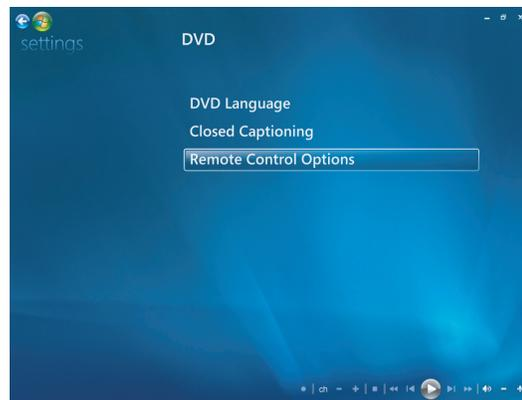 settings
DVD
DVD Language
Closed Captioning
Remote Control Options
ch